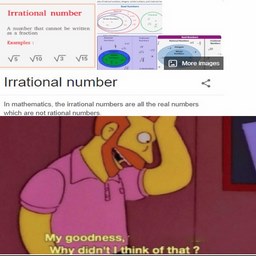 Irrational number
A number that cannot be written
as a fraction
Examples :
√5 √10 √3 √15
More images
Irrational number
In mathematics, the irrational numbers are all the real numbers
which are not rational numbers.
My goodness,
Why didn't I think of that ?